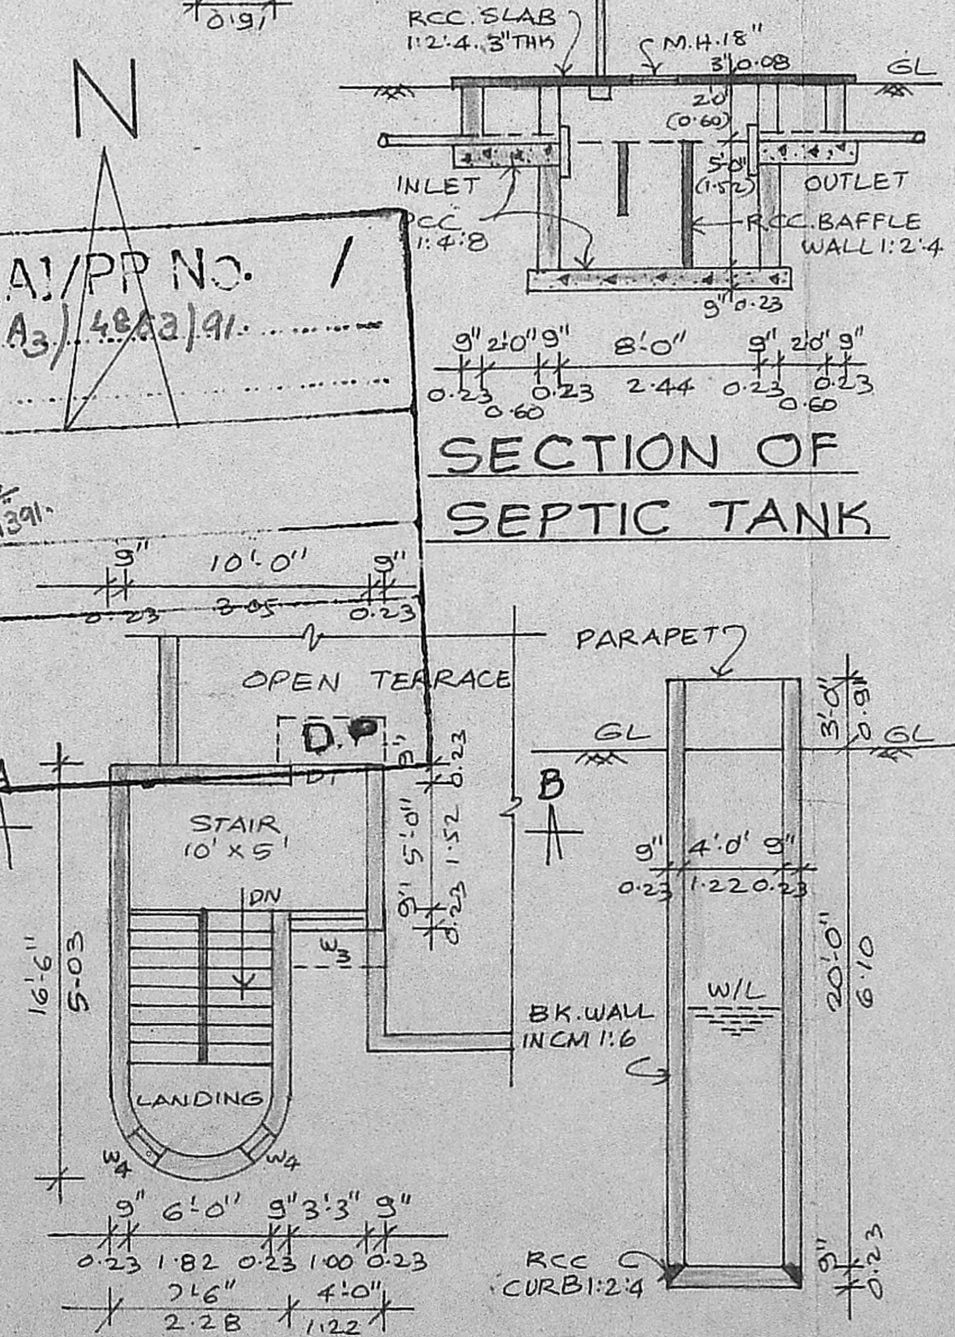 0.91
N
RCC. SLAB
1:2:4. 3"THK
M.H.18"
3" 0.08
GL
2'0"
(0.60)
5'-0"
(1.52)
INLET
OUTLET
PCC
1:4:8
RCC. BAFFLE
WALL 1:2:4
9" 0.23
9" 2'0" 9" 8'-0" 9" 2'0" 9"
0.23 0.60 0.23 2.44 0.23 0.60 0.23
SECTION OF
SEPTIC TANK
A1/PP NO. /
391.
9" 10'-0" 9"
0.23 3.05 0.23
OPEN TERRACE
D.P
D1
9" 0.23
5'-0" 1.52
9" 0.23
STAIR
10' X 5'
DN
W3
16'-6"
5.03
LANDING
W4 W4
9" 6'-0" 9" 3'-3" 9"
0.23 1.82 0.23 1.00 0.23
7'-6" 4'-0"
2.28 1.22
B
PARAPET
GL GL
3'-0"
0.9
9" 4'-0" 9"
0.23 1.22 0.23
20'-0"
6.10
W/L
BK. WALL
IN CM 1:6
RCC
CURB 1:2:4
9"
0.23